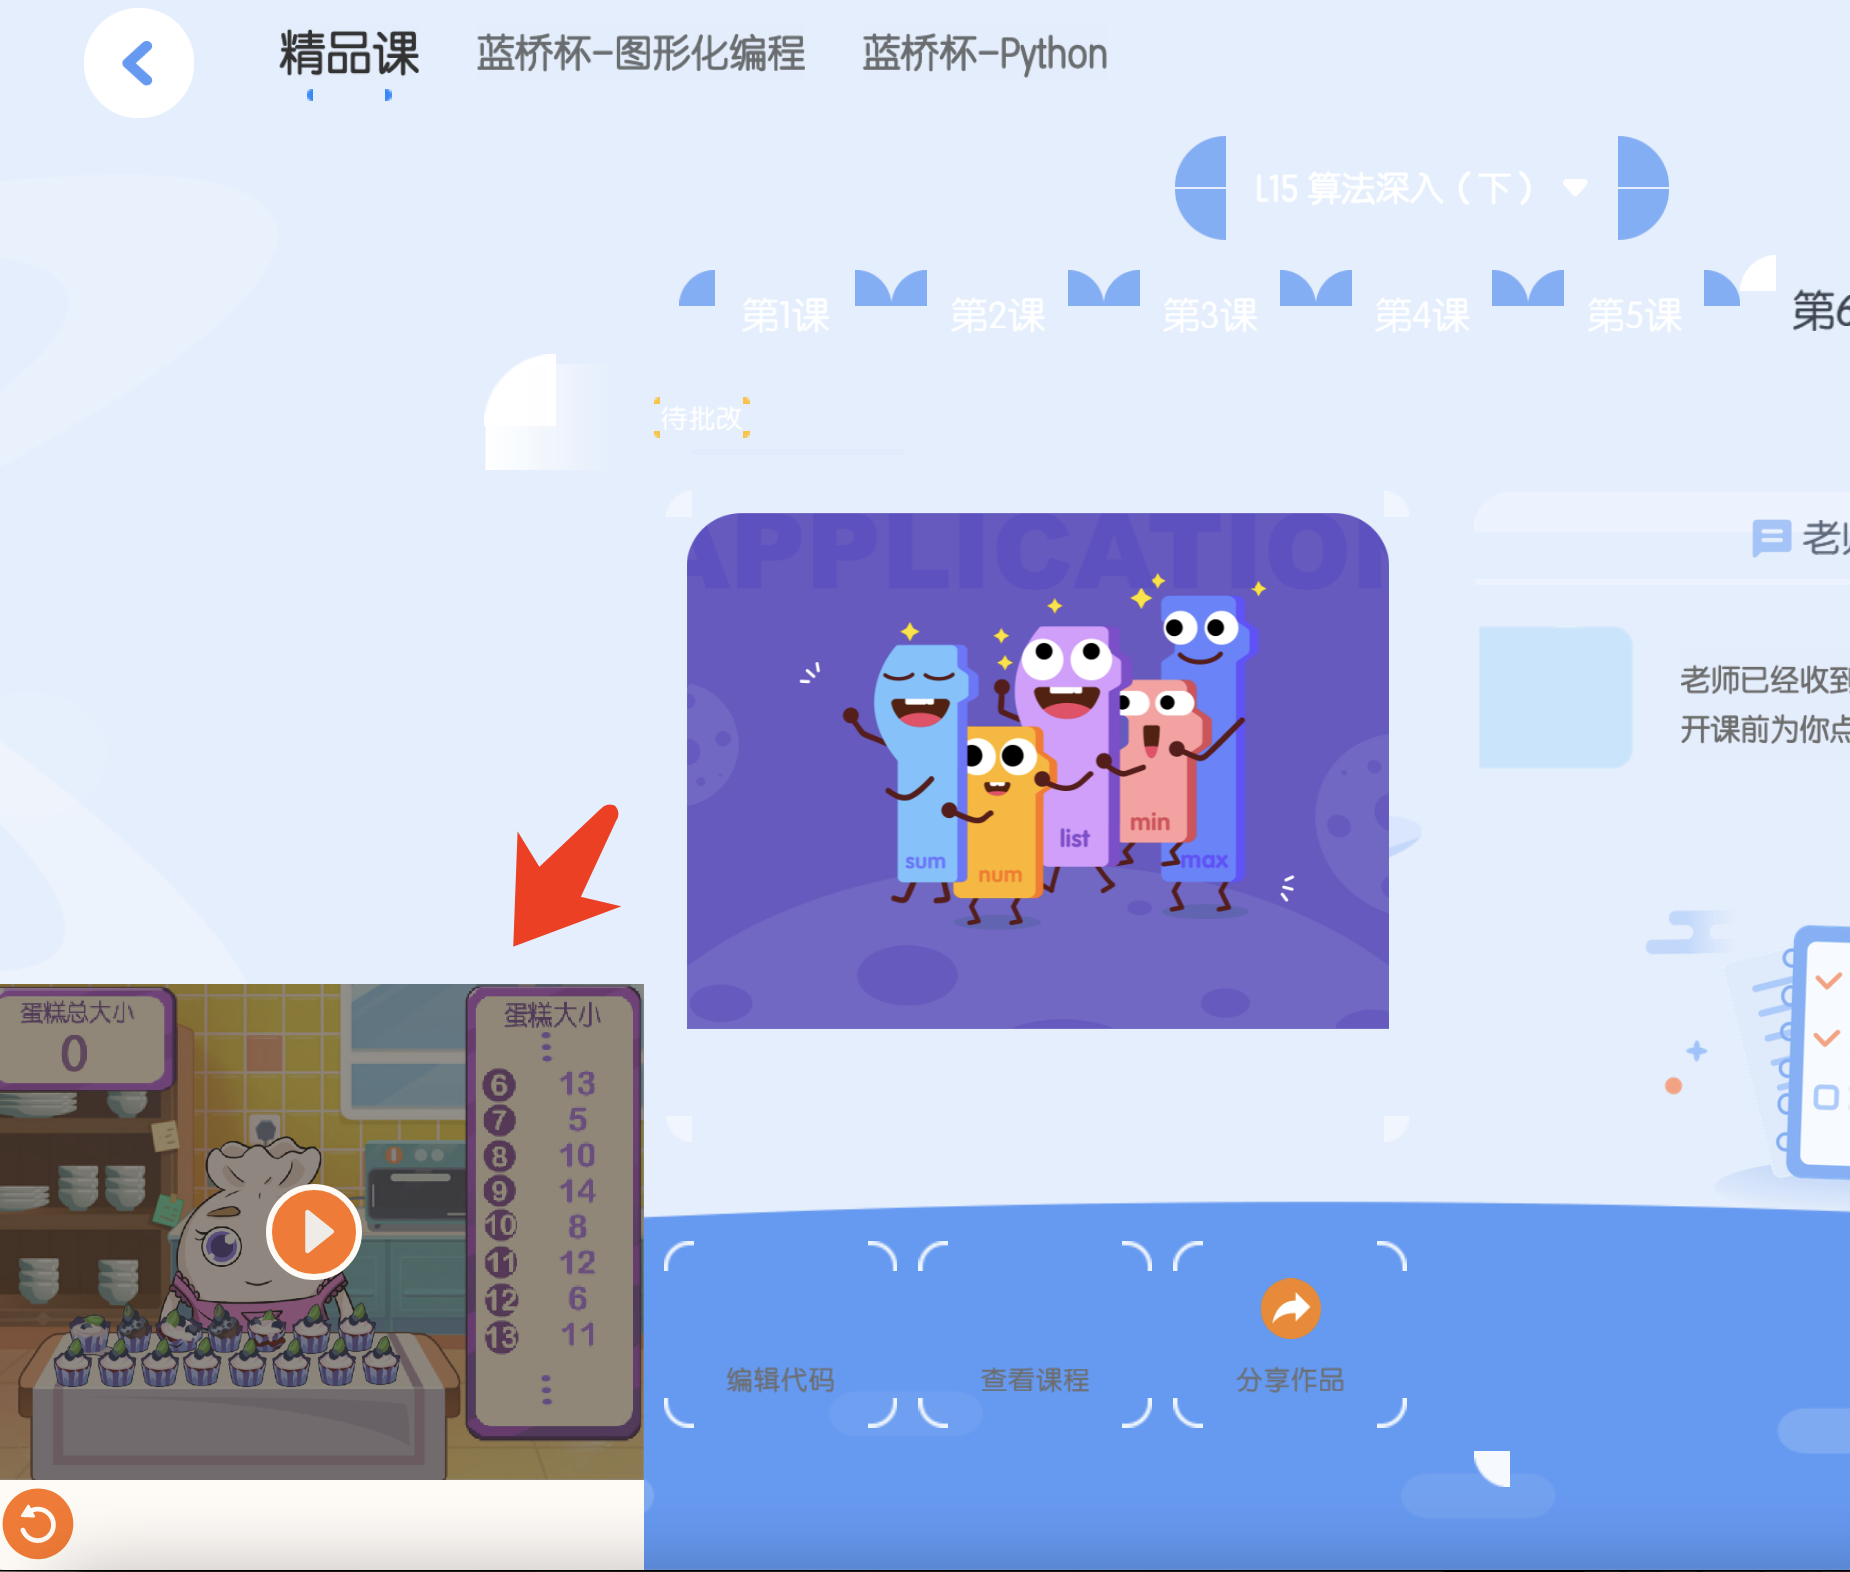 精品课
蓝桥杯-图形化编程
蓝桥杯-Python
L15 算法深入（下）
第1课
第2课
第3课
第4课
第5课
第6
待批改
APPLICATION
sum
num
list
min
max
老师已经收到
开课前为你点
蛋糕总大小
0
蛋糕大小
6 13
7 5
8 10
9 14
10 8
11 12
12 6
13 11
编辑代码
查看课程
分享作品